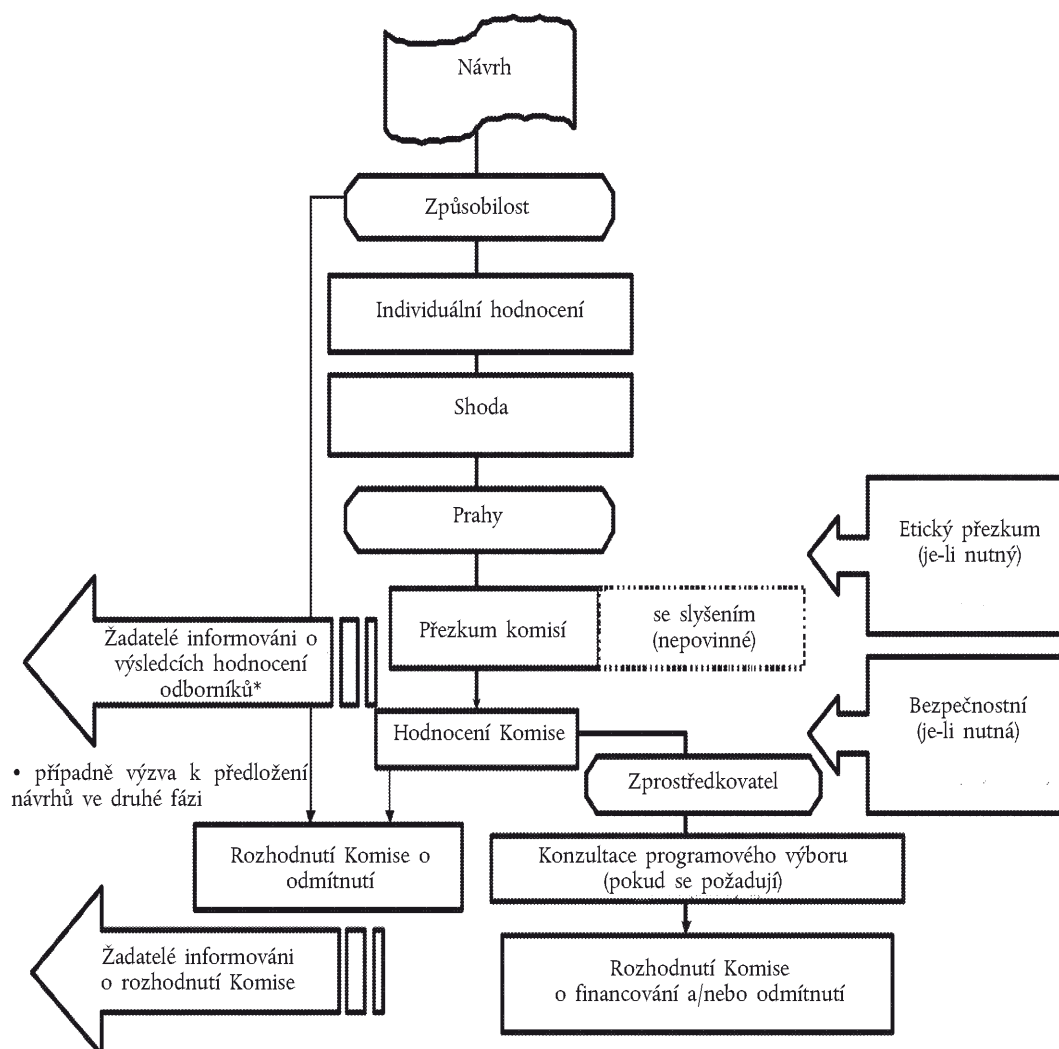 Návrh
Způsobilost
Individuální hodnocení
Shoda
Prahy
Etický přezkum
(je-li nutný)
Přezkum komisí
se slyšením
(nepovinné)
Žadatelé informováni o
výsledcích hodnocení
odborníků*
Hodnocení Komise
Bezpečnostní
(je-li nutná)
• případně výzva k předložení
návrhů ve druhé fázi
Zprostředkovatel
Rozhodnutí Komise o
odmítnutí
Konzultace programového výboru
(pokud se požadují)
Žadatelé informováni
o rozhodnutí Komise
Rozhodnutí Komise
o financování a/nebo odmítnutí